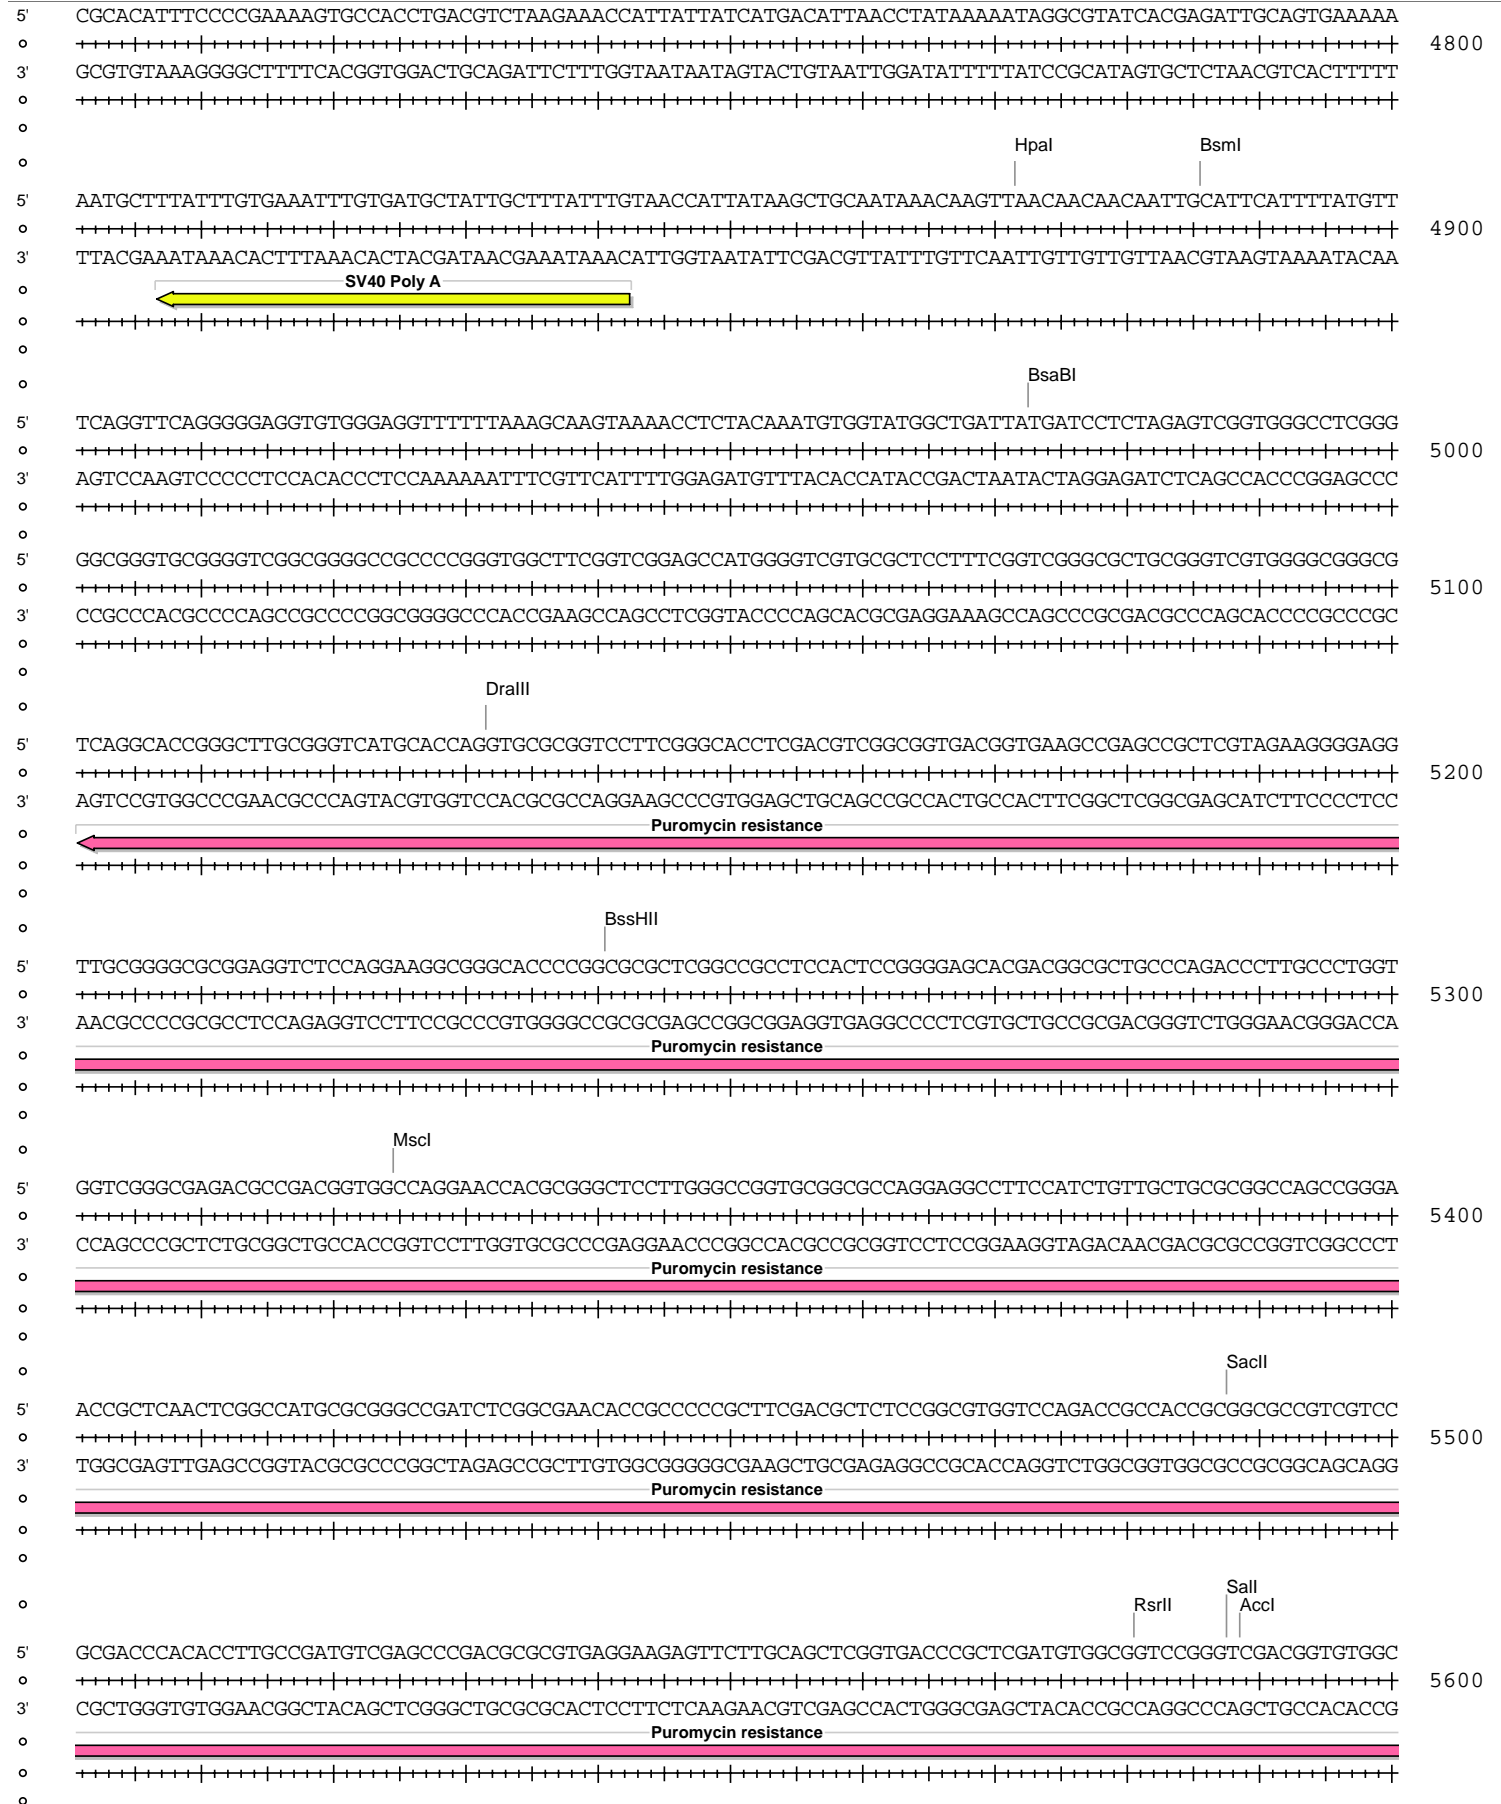 5' CGCACATTTCCCCGAAAAGTGCCACCTGACGTCTAAGAAACCATTATTATCATGACATTAACCTATAAAAATAGGCGTATCACGAGATTGCAGTGAAAAA
4800
3' GCGTGTAAAGGGGCTTTTCACGGTGGACTGCAGATTCTTTGGTAATAATAGTACTGTAATTGGATATTTTTATCCGCATAGTGCTCTAACGTCACTTTTT
HpaI BsmI
5' AATGCTTTATTTGTGAAATTTGTGATGCTATTGCTTTATTTGTAACCATTATAAGCTGCAATAAACAAGTTAACAACAACAATTGCATTCATTTTATGTT
4900
3' TTACGAAATAAACACTTTAAACACTACGATAACGAAATAAACATTGGTAATATTCGACGTTATTTGTTCAATTGTTGTTGTTAACGTAAGTAAAATACAA
SV40 Poly A
BsaBI
5' TCAGGTTCAGGGGGAGGTGTGGGAGGTTTTTTAAAGCAAGTAAAACCTCTACAAATGTGGTATGGCTGATTATGATCCTCTAGAGTCGGTGGGCCTCGGG
5000
3' AGTCCAAGTCCCCCTCCACACCCTCCAAAAAATTTCGTTCATTTTGGAGATGTTTACACCATACCGACTAATACTAGGAGATCTCAGCCACCCGGAGCCC
5' GGCGGGTGCGGGGTCGGCGGGGCCGCCCCGGGTGGCTTCGGTCGGAGCCATGGGGTCGTGCGCTCCTTTCGGTCGGGCGCTGCGGGTCGTGGGGCGGGCG
5100
3' CCGCCCACGCCCCAGCCGCCCCGGCGGGGCCCACCGAAGCCAGCCTCGGTACCCCAGCACGCGAGGAAAGCCAGCCCGCGACGCCCAGCACCCCGCCCGC
DraIII
5' TCAGGCACCGGGCTTGCGGGTCATGCACCAGGTGCGCGGTCCTTCGGGCACCTCGACGTCGGCGGTGACGGTGAAGCCGAGCCGCTCGTAGAAGGGGAGG
5200
3' AGTCCGTGGCCCGAACGCCCAGTACGTGGTCCACGCGCCAGGAAGCCCGTGGAGCTGCAGCCGCCACTGCCACTTCGGCTCGGCGAGCATCTTCCCCTCC
Puromycin resistance
BssHII
5' TTGCGGGGCGCGGAGGTCTCCAGGAAGGCGGGCACCCCGGCGCGCTCGGCCGCCTCCACTCCGGGGAGCACGACGGCGCTGCCCAGACCCTTGCCCTGGT
5300
3' AACGCCCCGCGCCTCCAGAGGTCCTTCCGCCCGTGGGGCCGCGCGAGCCGGCGGAGGTGAGGCCCCTCGTGCTGCCGCGACGGGTCTGGGAACGGGACCA
Puromycin resistance
MscI
5' GGTCGGGCGAGACGCCGACGGTGGCCAGGAACCACGCGGGCTCCTTGGGCCGGTGCGGCGCCAGGAGGCCTTCCATCTGTTGCTGCGCGGCCAGCCGGGA
5400
3' CCAGCCCGCTCTGCGGCTGCCACCGGTCCTTGGTGCGCCCGAGGAACCCGGCCACGCCGCGGTCCTCCGGAAGGTAGACAACGACGCGCCGGTCGGCCCT
Puromycin resistance
SacII
5' ACCGCTCAACTCGGCCATGCGCGGGCCGATCTCGGCGAACACCGCCCCCGCTTCGACGCTCTCCGGCGTGGTCCAGACCGCCACCGCGGCGCCGTCGTCC
5500
3' TGGCGAGTTGAGCCGGTACGCGCCCGGCTAGAGCCGCTTGTGGCGGGGGCGAAGCTGCGAGAGGCCGCACCAGGTCTGGCGGTGGCGCCGCGGCAGCAGG
Puromycin resistance
SalI
RsrII AccI
5' GCGACCCACACCTTGCCGATGTCGAGCCCGACGCGCGTGAGGAAGAGTTCTTGCAGCTCGGTGACCCGCTCGATGTGGCGGTCCGGGTCGACGGTGTGGC
5600
3' CGCTGGGTGTGGAACGGCTACAGCTCGGGCTGCGCGCACTCCTTCTCAAGAACGTCGAGCCACTGGGCGAGCTACACCGCCAGGCCCAGCTGCCACACCG
Puromycin resistance